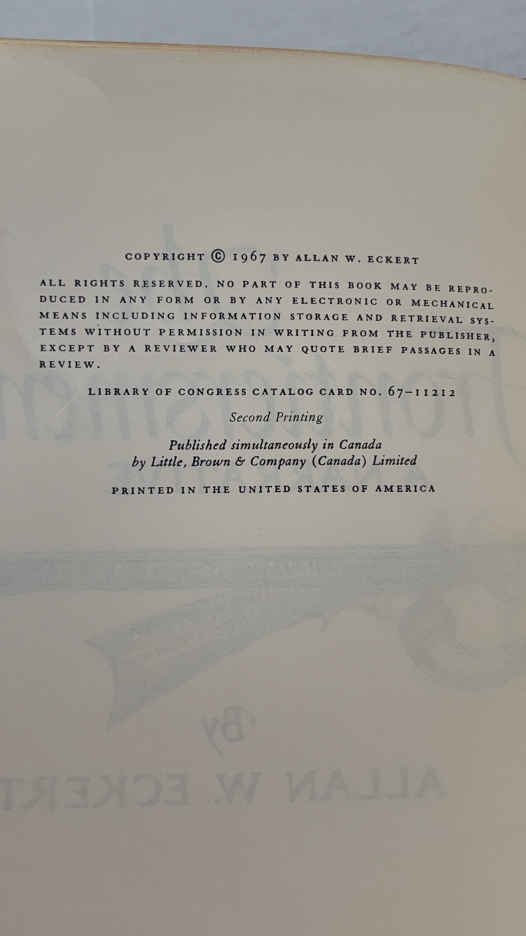 COPYRIGHT © 1967 BY ALLAN W. ECKERT
ALL RIGHTS RESERVED. NO PART OF THIS BOOK MAY BE REPRO-
DUCED IN ANY FORM OR BY ANY ELECTRONIC OR MECHANICAL
MEANS INCLUDING INFORMATION STORAGE AND RETRIEVAL SYS-
TEMS WITHOUT PERMISSION IN WRITING FROM THE PUBLISHER,
EXCEPT BY A REVIEWER WHO MAY QUOTE BRIEF PASSAGES IN A
REVIEW.
LIBRARY OF CONGRESS CATALOG CARD NO. 67-11212
Second Printing
Published simultaneously in Canada
by Little, Brown & Company (Canada) Limited
PRINTED IN THE UNITED STATES OF AMERICA
By
ALLAN W. ECKERT